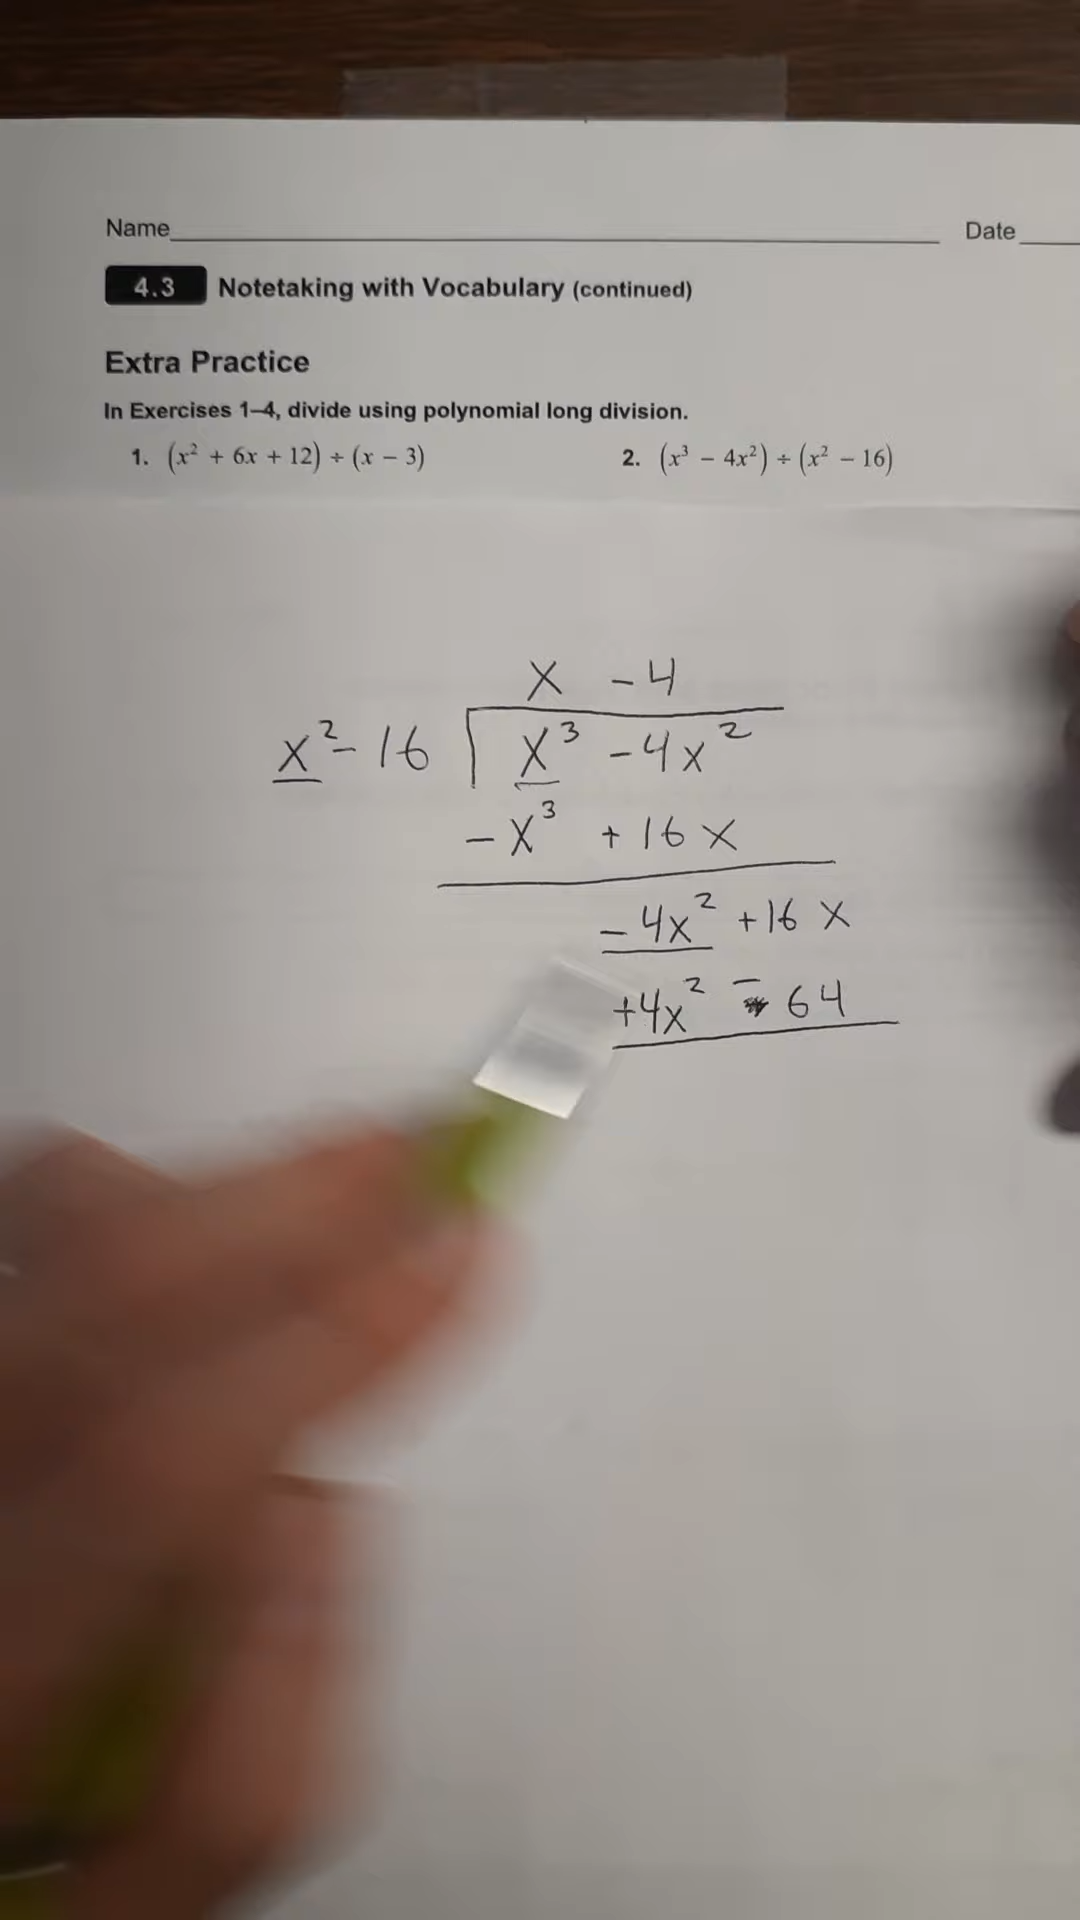 Name Date
4.3 Notetaking with Vocabulary (continued)
Extra Practice
In Exercises 1–4, divide using polynomial long division.
1. (x² + 6x + 12) ÷ (x − 3) 2. (x³ − 4x²) ÷ (x² − 16)
x - 4
x² - 16 x³ - 4x²
- x³ + 16x
- 4x² + 16x
+ 4x² - 64